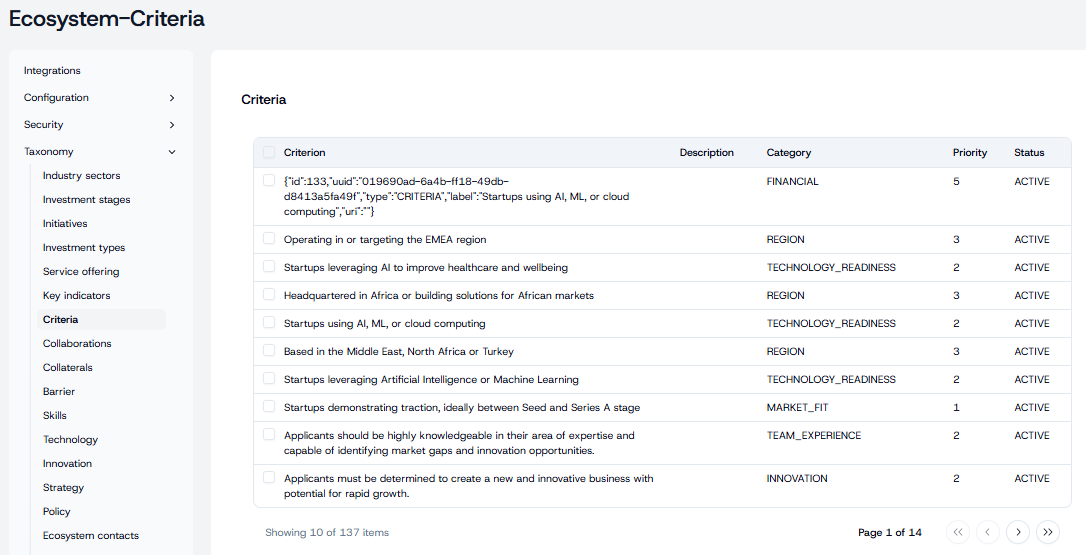 Ecosystem-Criteria
Integrations
Configuration
Security
Taxonomy
Industry sectors
Investment stages
Initiatives
Investment types
Service offering
Key indicators
Criteria
Collaborations
Collaterals
Barrier
Skills
Technology
Innovation
Strategy
Policy
Ecosystem contacts
Criteria
Criterion Description Category Priority Status
{"id":133,"uuid":"019690ad-6a4b-ff18-49db- FINANCIAL 5 ACTIVE
d8413a5fa49f","type":"CRITERIA","label":"Startups using AI, ML, or cloud
computing","uri":""}
Operating in or targeting the EMEA region REGION 3 ACTIVE
Startups leveraging AI to improve healthcare and wellbeing TECHNOLOGY_READINESS 2 ACTIVE
Headquartered in Africa or building solutions for African markets REGION 3 ACTIVE
Startups using AI, ML, or cloud computing TECHNOLOGY_READINESS 2 ACTIVE
Based in the Middle East, North Africa or Turkey REGION 3 ACTIVE
Startups leveraging Artificial Intelligence or Machine Learning TECHNOLOGY_READINESS 2 ACTIVE
Startups demonstrating traction, ideally between Seed and Series A stage MARKET_FIT 1 ACTIVE
Applicants should be highly knowledgeable in their area of expertise and TEAM_EXPERIENCE 2 ACTIVE
capable of identifying market gaps and innovation opportunities.
Applicants must be determined to create a new and innovative business with INNOVATION 2 ACTIVE
potential for rapid growth.
Showing 10 of 137 items Page 1 of 14